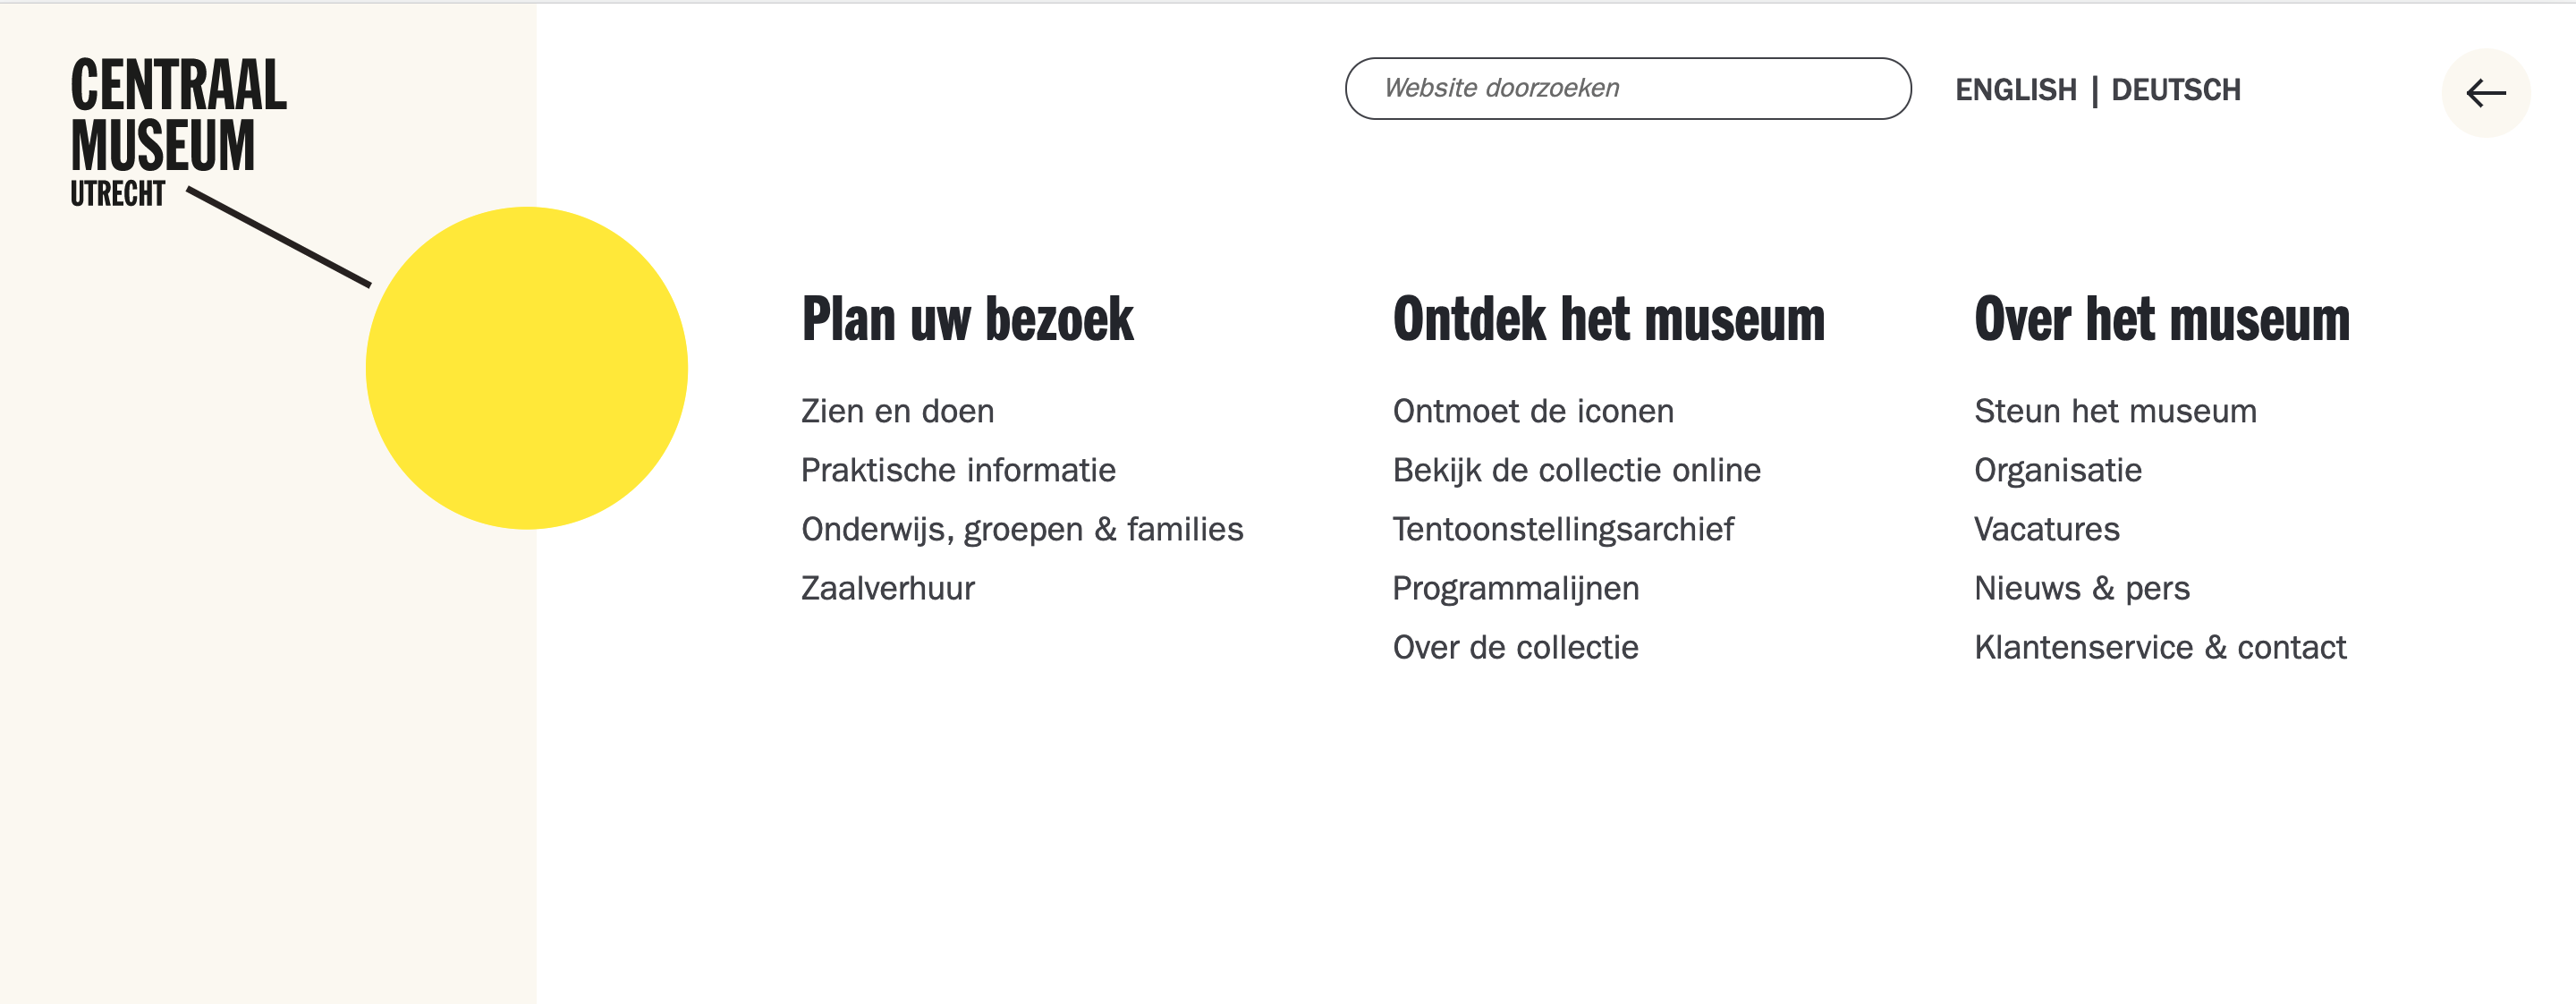 CENTRAAL
MUSEUM
UTRECHT
Website doorzoeken
ENGLISH | DEUTSCH
Plan uw bezoek
Zien en doen
Praktische informatie
Onderwijs, groepen & families
Zaalverhuur
Ontdek het museum
Ontmoet de iconen
Bekijk de collectie online
Tentoonstellingsarchief
Programmalijnen
Over de collectie
Over het museum
Steun het museum
Organisatie
Vacatures
Nieuws & pers
Klantenservice & contact